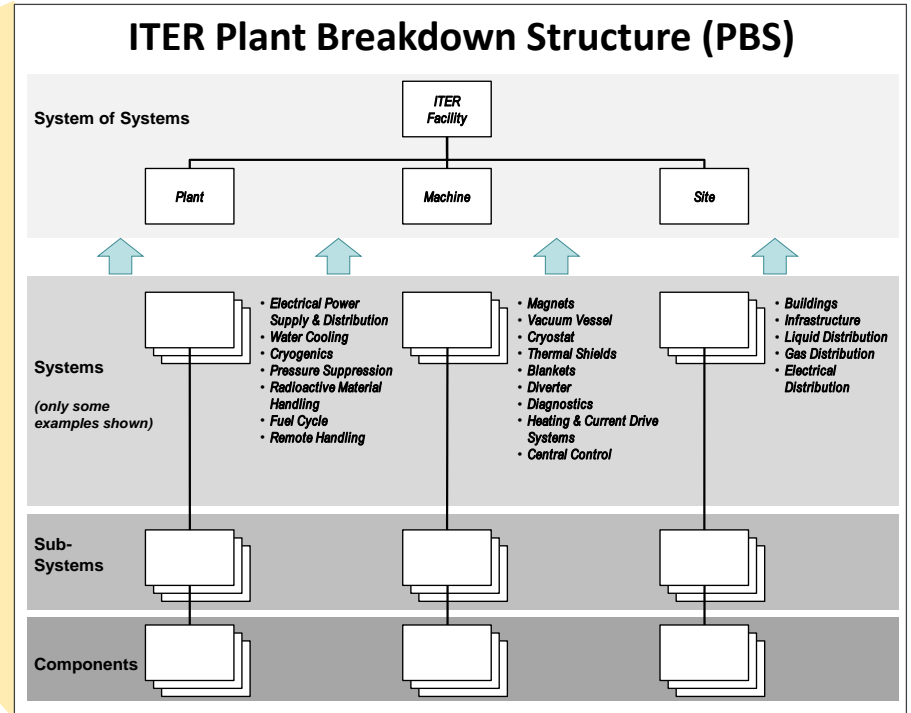 ITER Plant Breakdown Structure (PBS)
System of Systems
ITER
Facility
Plant
Machine
Site
Systems
(only some
examples shown)
• Electrical Power
Supply & Distribution
• Water Cooling
• Cryogenics
• Pressure Suppression
• Radioactive Material
Handling
• Fuel Cycle
• Remote Handling
• Magnets
• Vacuum Vessel
• Cryostat
• Thermal Shields
• Blankets
• Diverter
• Diagnostics
• Heating & Current Drive
Systems
• Central Control
• Buildings
• Infrastructure
• Liquid Distribution
• Gas Distribution
• Electrical
Distribution
Sub-
Systems
Components